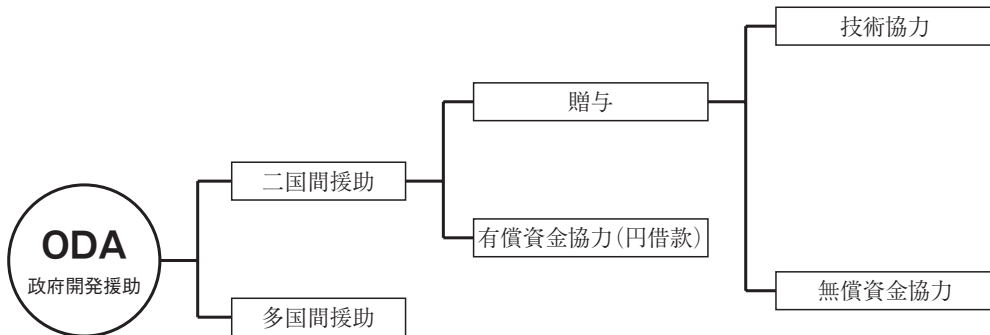 ODA
政府開発援助
二国間援助
多国間援助
贈与
有償資金協力(円借款)
技術協力
無償資金協力